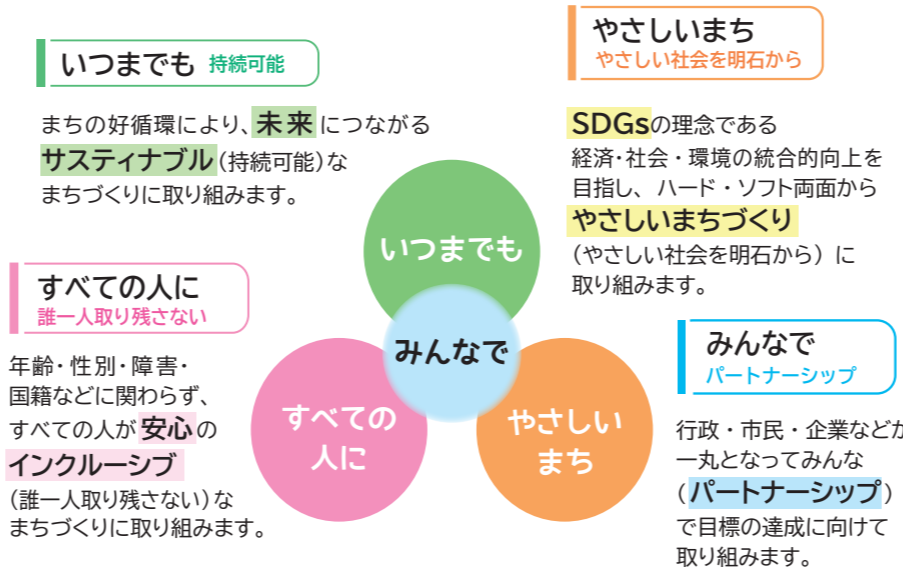 いつまでも 持続可能
まちの好循環により、未来につながる
サスティナブル(持続可能)な
まちづくりに取り組みます。
やさしいまち
やさしい社会を明石から
SDGsの理念である
経済・社会・環境の統合的向上を
目指し、ハード・ソフト両面から
やさしいまちづくり
(やさしい社会を明石から)に
取り組みます。
すべての人に
誰一人取り残さない
年齢・性別・障害・
国籍などに関わらず、
すべての人が安心の
インクルーシブ
(誰一人取り残さない)な
まちづくりに取り組みます。
いつまでも
みんなで
すべての
人に
やさしい
まち
みんなで
パートナーシップ
行政・市民・企業などが
一丸となってみんな
(パートナーシップ)
で目標の達成に向けて
取り組みます。